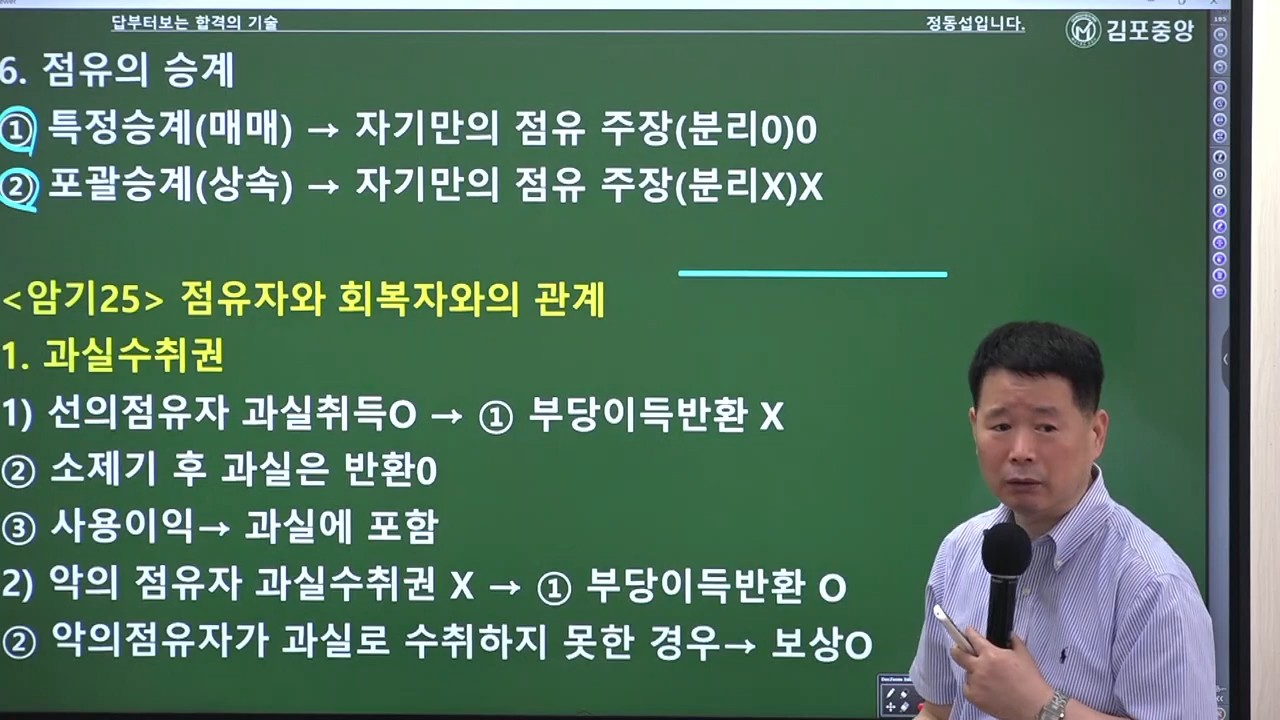 답부터보는 합격의 기술
정동섭입니다.
김포중앙
6. 점유의 승계
① 특정승계(매매) → 자기만의 점유 주장(분리0)0
② 포괄승계(상속) → 자기만의 점유 주장(분리X)X
<암기25> 점유자와 회복자와의 관계
1. 과실수취권
1) 선의점유자 과실취득O → ① 부당이득반환 X
② 소제기 후 과실은 반환0
③ 사용이익→ 과실에 포함
2) 악의 점유자 과실수취권 X → ① 부당이득반환 O
② 악의점유자가 과실로 수취하지 못한 경우→ 보상O